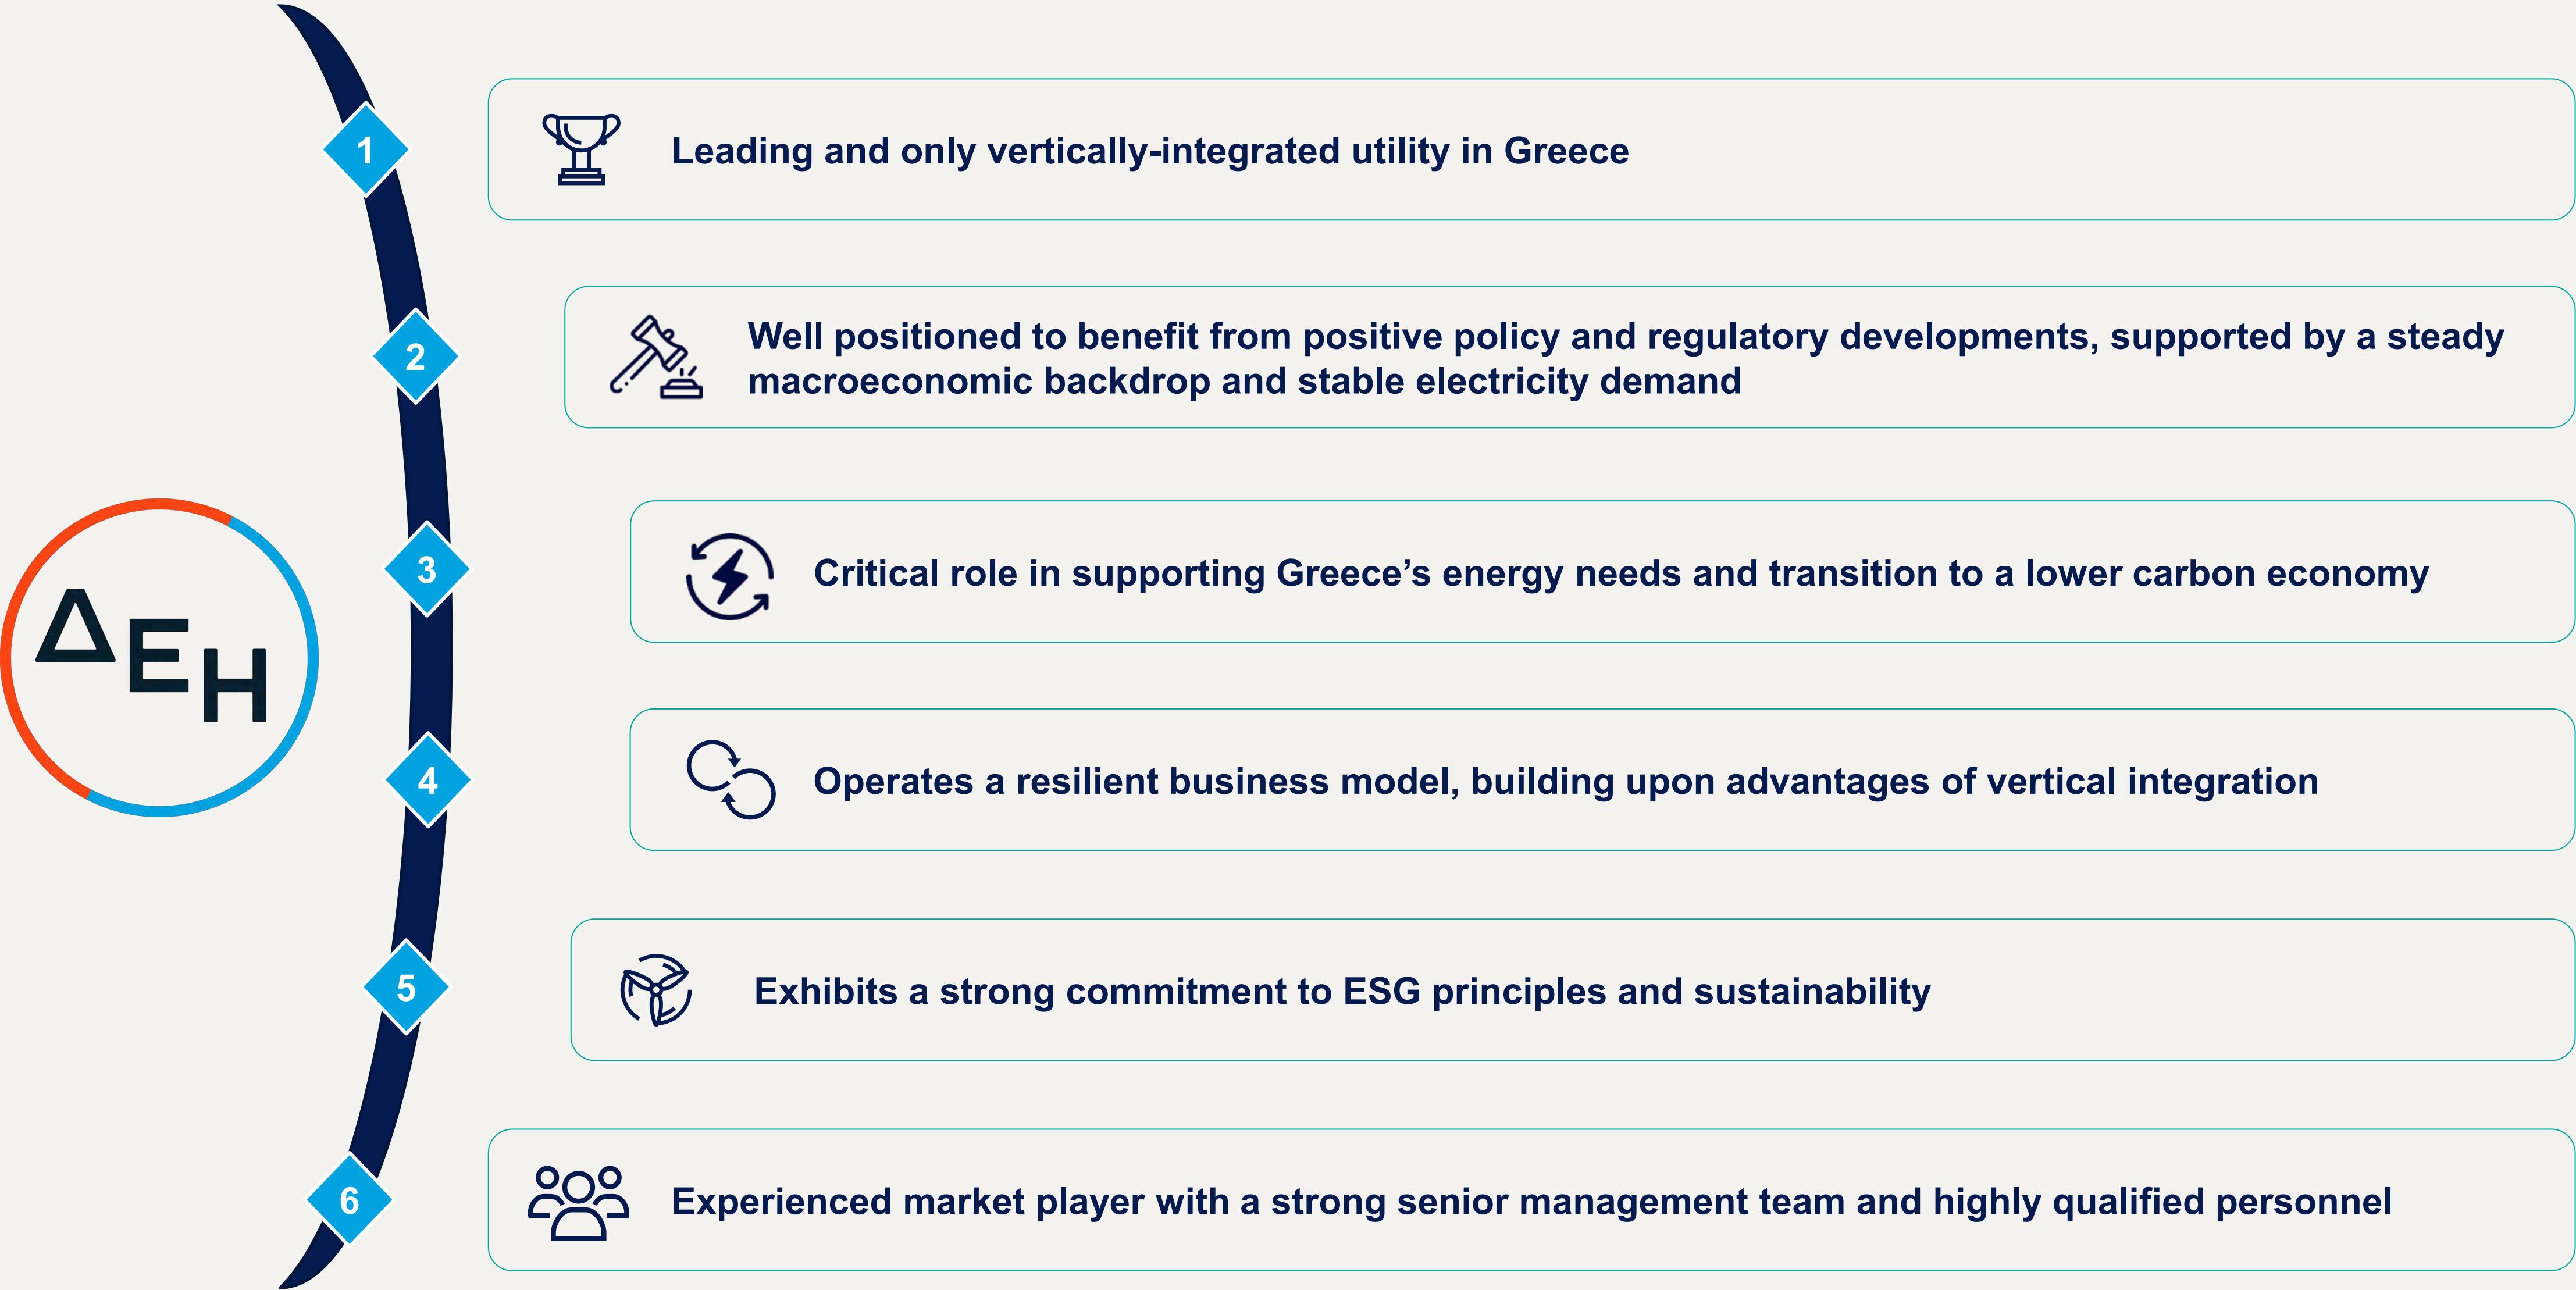 1
Leading and only vertically-integrated utility in Greece
2
Well positioned to benefit from positive policy and regulatory developments, supported by a steady
macroeconomic backdrop and stable electricity demand
3
Critical role in supporting Greece’s energy needs and transition to a lower carbon economy
ΔΕΗ
4
Operates a resilient business model, building upon advantages of vertical integration
5
Exhibits a strong commitment to ESG principles and sustainability
6
Experienced market player with a strong senior management team and highly qualified personnel